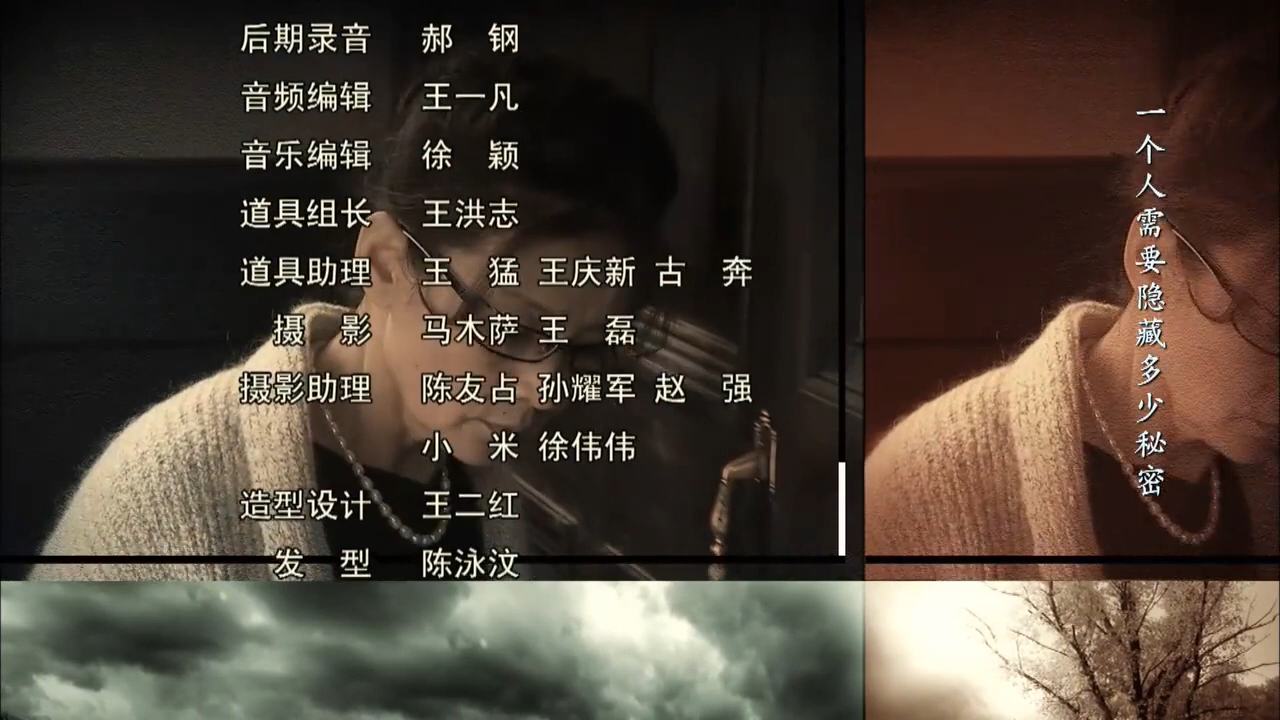 后期录音 郝 钢
音频编辑 王一凡
音乐编辑 徐 颖
道具组长 王洪志
道具助理 王 猛 王庆新 古 奔
摄 影 马木萨 王 磊
摄影助理 陈友占 孙耀军 赵 强
小 米 徐伟伟
造型设计 王二红
发 型 陈泳汶
一个人需要隐藏多少秘密